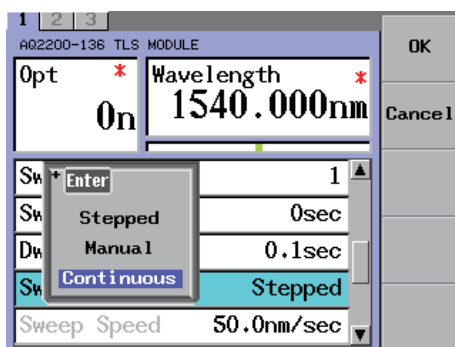 1 2 3
AQ2200-136 TLS MODULE
OK
Opt * Wavelength *
On 1540.000nm
Cancel
Sw 1
Enter
Sw 0sec
Stepped
Dw 0.1sec
Manual
Sw Stepped
Continuous
Sweep Speed 50.0nm/sec